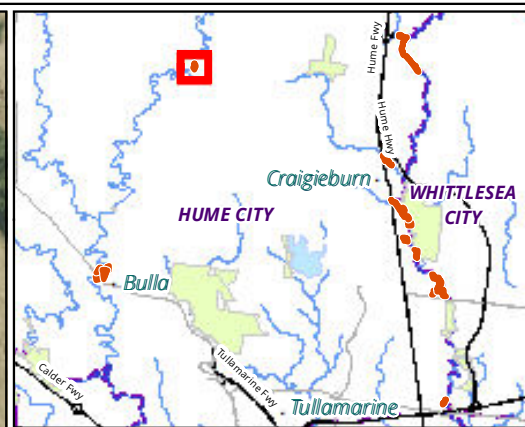 Hume Fwy
Hume Hwy
Craigieburn
WHITTLESEA
CITY
HUME CITY
Bulla
Tullamarine Fwy
Calder Fwy
Tullamarine